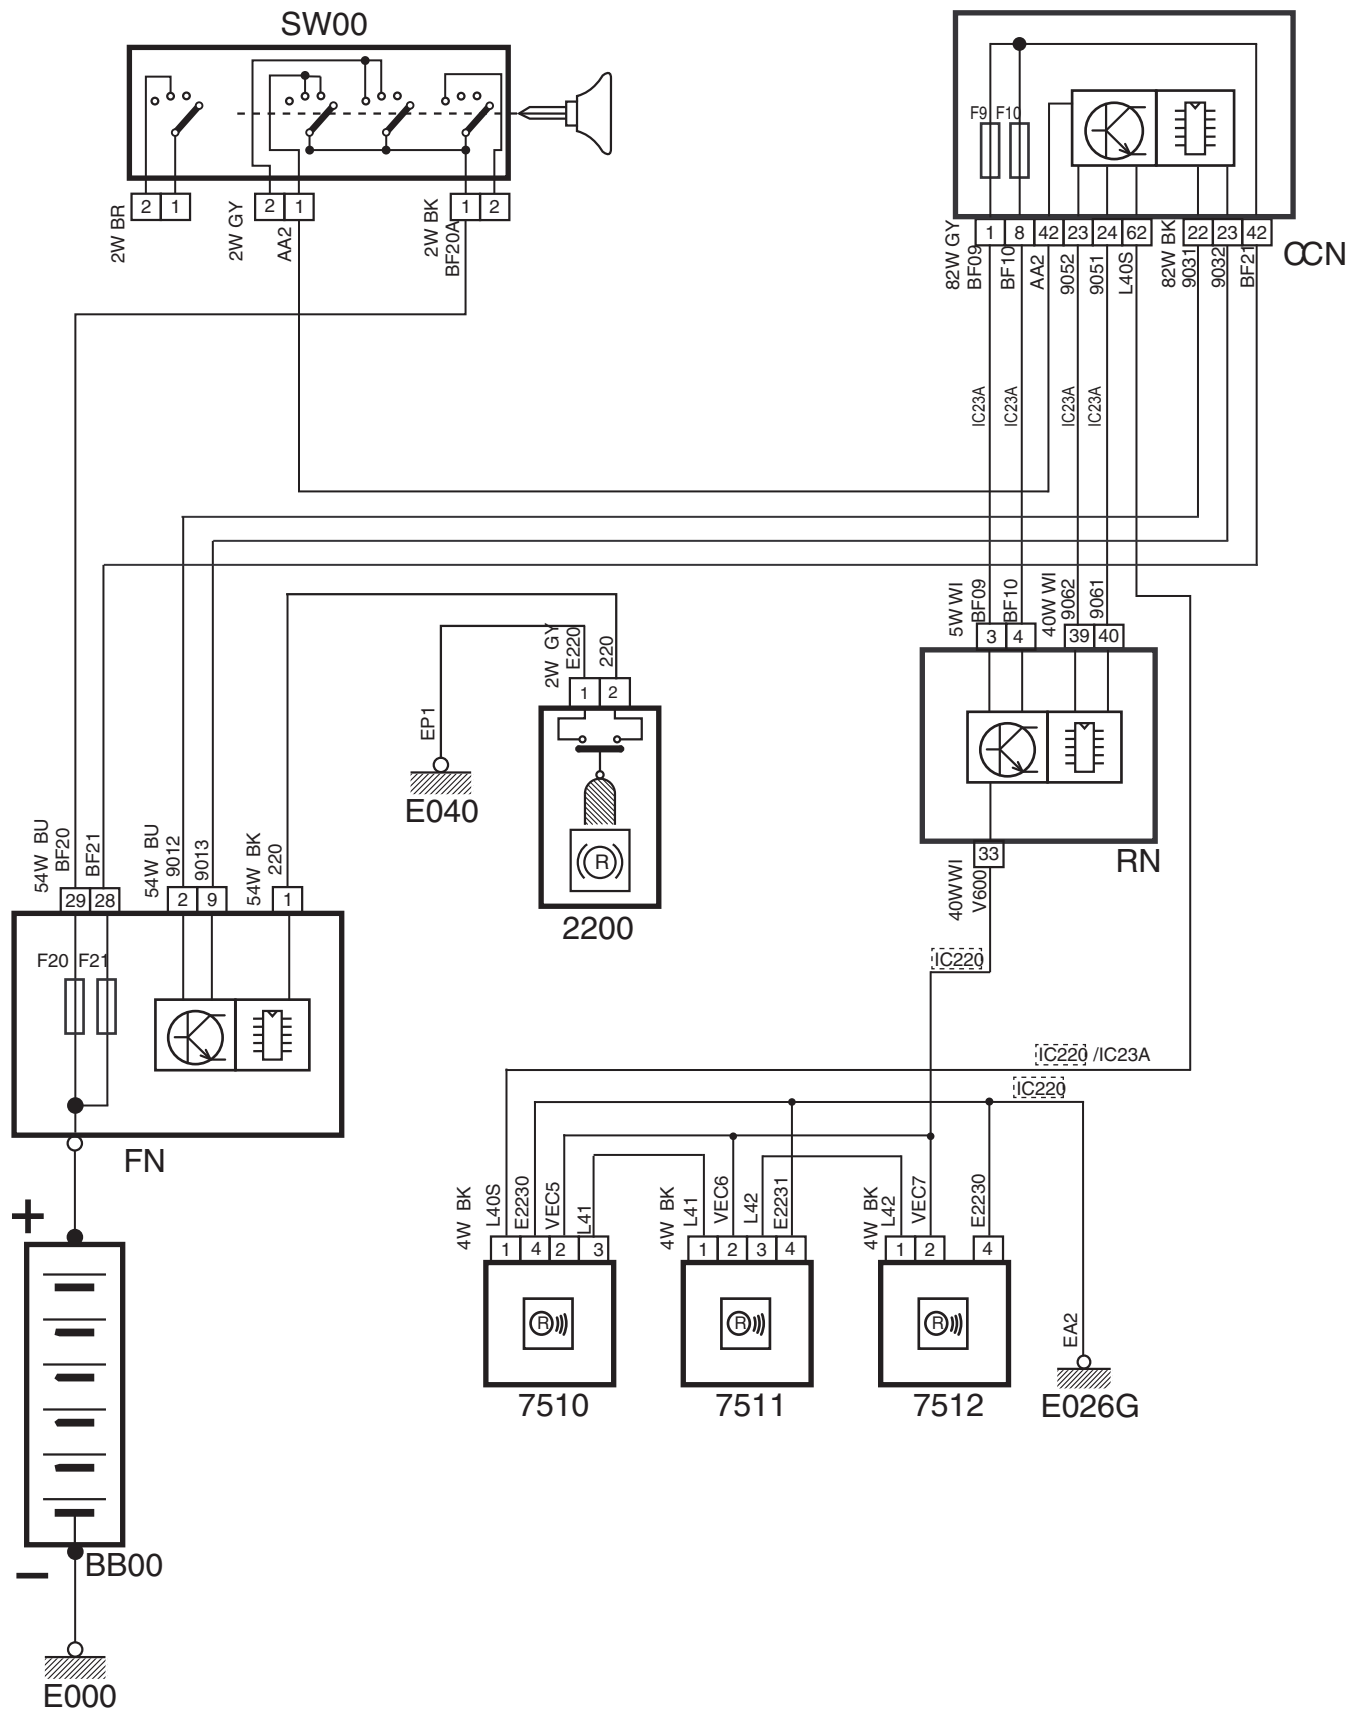 SW00
2 1
2 1
1 2
2W BR
2W GY
AA2
2W BK
BF20A
F9 F10
1 8 42 23 24 62
22 23 42
CCN
82W GY
BF09
BF10
AA2
9052
9051
L40S
82W BK
9031
9032
BF21
IC23A
IC23A
IC23A
IC23A
5W WI
BF09
BF10
40W WI
9062
9061
3 4
39 40
RN
33
40WWI
V600
IC220
2W GY
E220
220
1 2
R
2200
EP1
E040
54W BU
BF20
BF21
54W BU
9012
9013
54W BK
220
29 28
2 9
1
F20 F21
FN
+
BB00
−
E000
IC220 /IC23A
IC220
4W BK
L40S
E2230
VEC5
L41
4W BK
L41
VEC6
L42
E2231
4W BK
L42
VEC7
E2230
1 4 2 3
1 2 3 4
1 2 4
R
R
R
7510
7511
7512
EA2
E026G